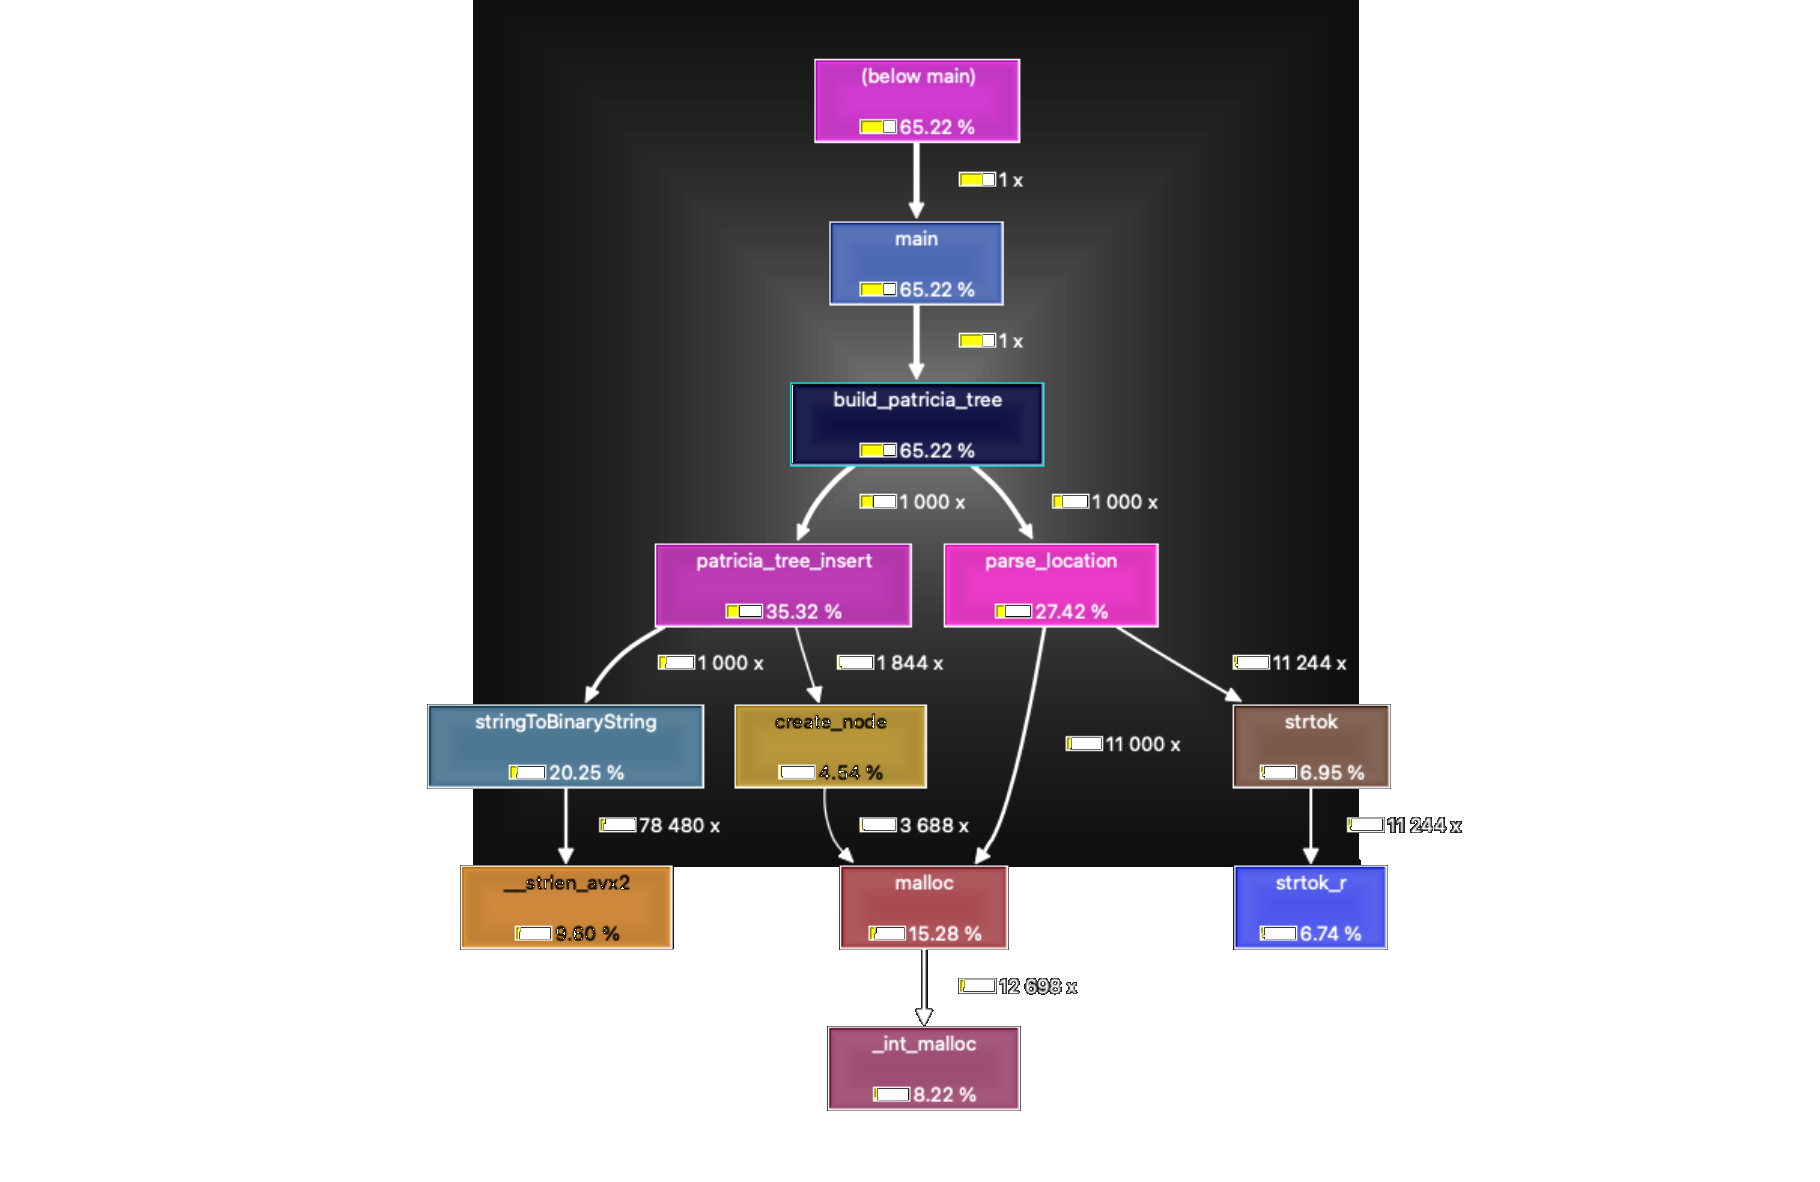 (below main)
65.22 %
1 x
main
65.22 %
1 x
build_patricia_tree
65.22 %
1 000 x
1 000 x
patricia_tree_insert
35.32 %
parse_location
27.42 %
1 000 x
1 844 x
11 244 x
stringToBinaryString
20.25 %
create_node
4.54 %
11 000 x
strtok
6.95 %
78 480 x
3 688 x
11 244 x
__strlen_avx2
9.60 %
malloc
15.28 %
strtok_r
6.74 %
12 698 x
_int_malloc
8.22 %